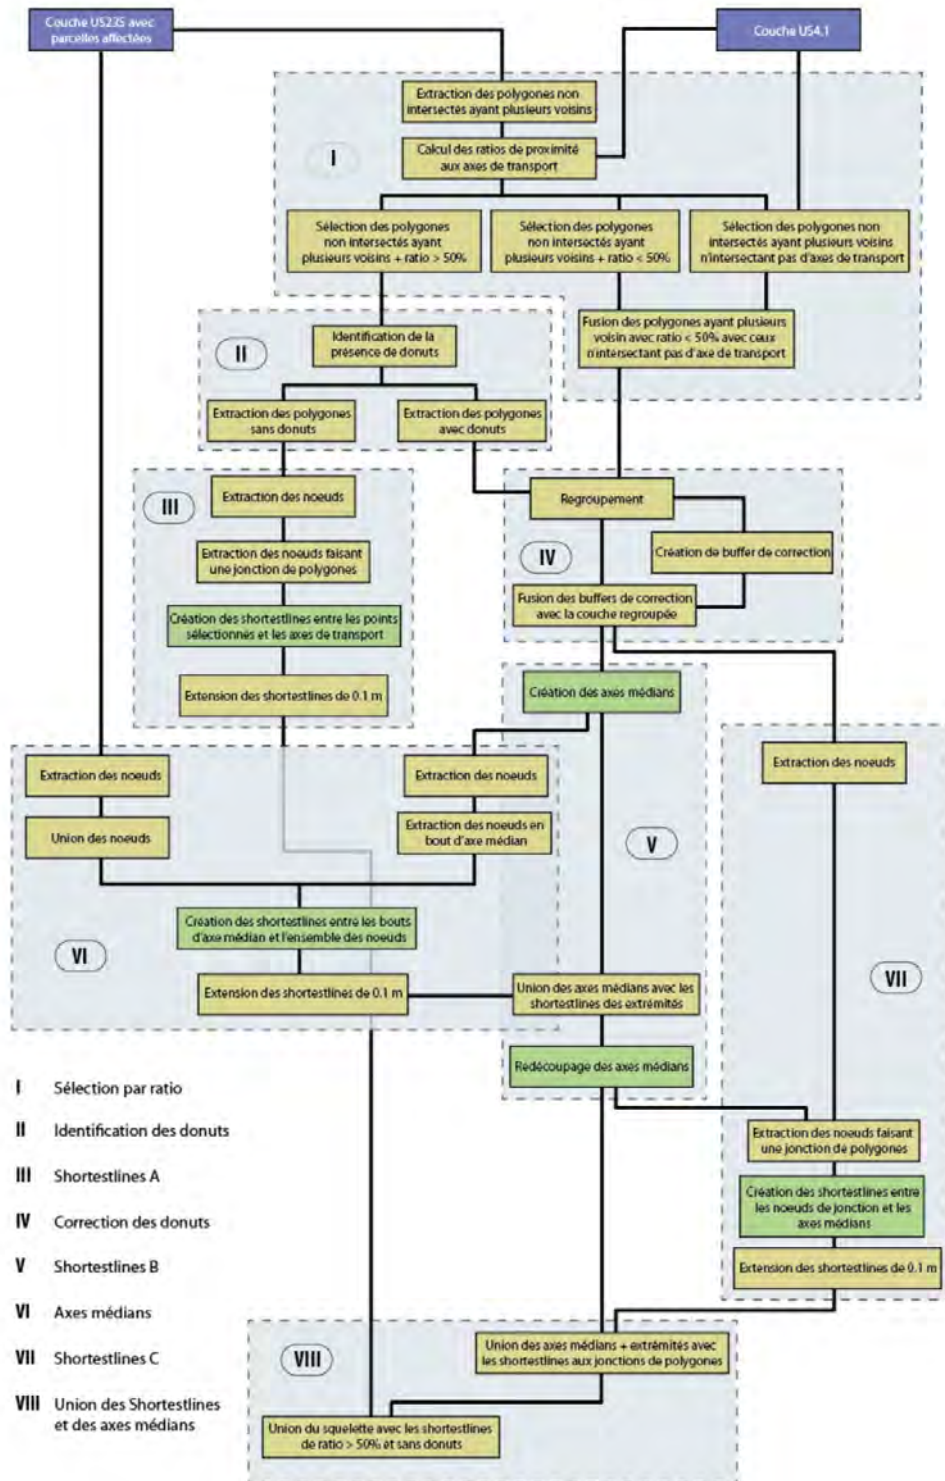 Couche US235 avec
parcelles affectées
Couche US4.1
Extraction des polygones non
intersectés ayant plusieurs voisins
I
Calcul des ratios de proximité
aux axes de transport
Sélection des polygones
non intersectés ayant
plusieurs voisins + ratio > 50%
Sélection des polygones
non intersectés ayant
plusieurs voisins + ratio < 50%
Sélection des polygones non
intersectés ayant plusieurs voisins
n'intersectant pas d'axes de transport
II
Identification de la
présence de donuts
Fusion des polygones ayant plusieurs
voisin avec ratio < 50% avec ceux
n'intersectant pas d'axe de transport
Extraction des polygones
sans donuts
Extraction des polygones
avec donuts
III
Extraction des noeuds
Regroupement
Extraction des noeuds faisant
une jonction de polygones
IV
Création de buffer de correction
Création des shortestlines entre les points
sélectionnés et les axes de transport
Fusion des buffers de correction
avec la couche regroupée
Extension des shortestlines de 0.1 m
Création des axes médians
Extraction des noeuds
Extraction des noeuds
Extraction des noeuds
Union des noeuds
Extraction des noeuds en
bout d'axe médian
V
VI
Création des shortestlines entre les bouts
d'axe médian et l'ensemble des noeuds
VII
Extension des shortestlines de 0.1 m
Union des axes médians avec les
shortestlines des extrémités
Redécoupage des axes médians
Extraction des noeuds faisant
une jonction de polygones
Création des shortestlines entre
les noeuds de jonction et les
axes médians
Extension des shortestlines de 0.1 m
I Sélection par ratio
II Identification des donuts
III Shortestlines A
IV Correction des donuts
V Shortestlines B
VI Axes médians
VII Shortestlines C
VIII Union des Shortestlines
et des axes médians
VIII
Union des axes médians + extrémités avec
les shortestlines aux jonctions de polygones
Union du squelette avec les shortestlines
de ratio > 50% et sans donuts